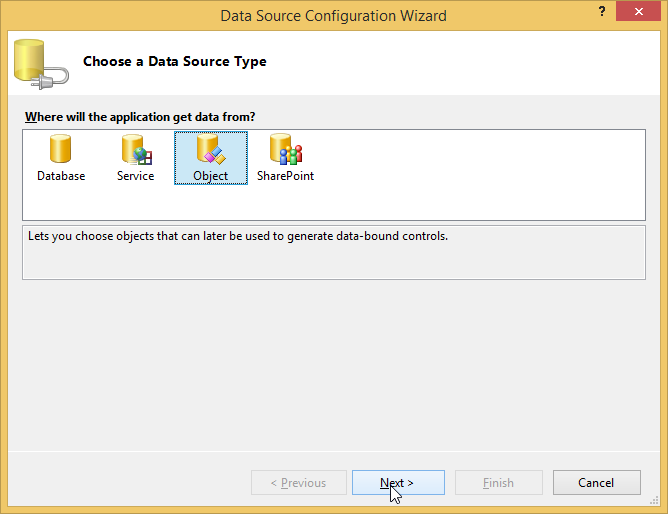 Data Source Configuration Wizard
?
Choose a Data Source Type
Where will the application get data from?
Database Service Object SharePoint
Lets you choose objects that can later be used to generate data-bound controls.
< Previous Next > Finish Cancel